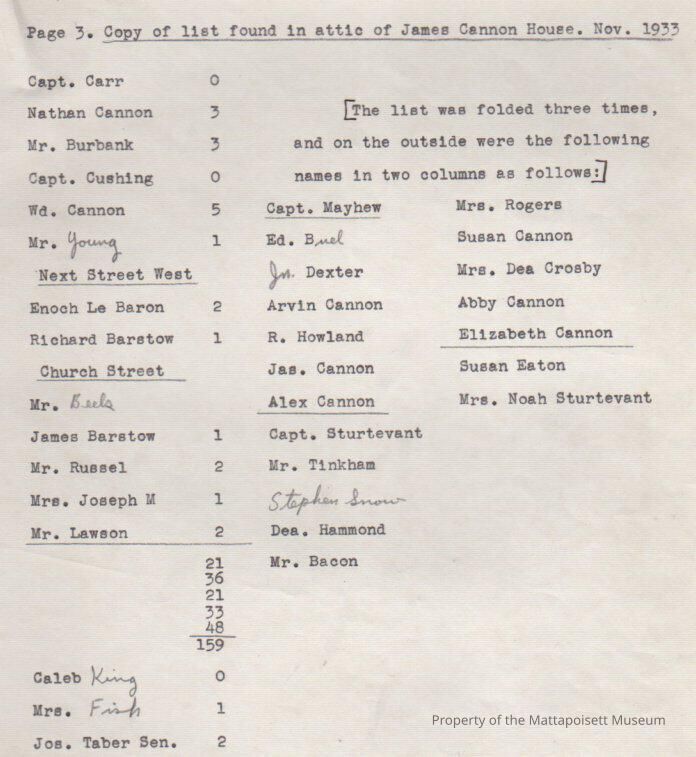 Page 3. Copy of list found in attic of James Cannon House. Nov. 1933
Capt. Carr 0
Nathan Cannon 3
Mr. Burbank 3
Capt. Cushing 0
Wd. Cannon 5
Mr. Young 1
Next Street West
Enoch Le Baron 2
Richard Barstow 1
Church Street
Mr. Beels
James Barstow 1
Mr. Russel 2
Mrs. Joseph M 1
Mr. Lawson 2
21
36
21
33
48
159
Caleb King 0
Mrs. Fish 1
Jos. Taber Sen. 2
[The list was folded three times,
and on the outside were the following
names in two columns as follows:]
Capt. Mayhew
Ed. Buel
Jn. Dexter
Arvin Cannon
R. Howland
Jas. Cannon
Alex Cannon
Capt. Sturtevant
Mr. Tinkham
Stephen Snow
Dea. Hammond
Mr. Bacon
Mrs. Rogers
Susan Cannon
Mrs. Dea Crosby
Abby Cannon
Elizabeth Cannon
Susan Eaton
Mrs. Noah Sturtevant
Property of the Mattapoisett Museum